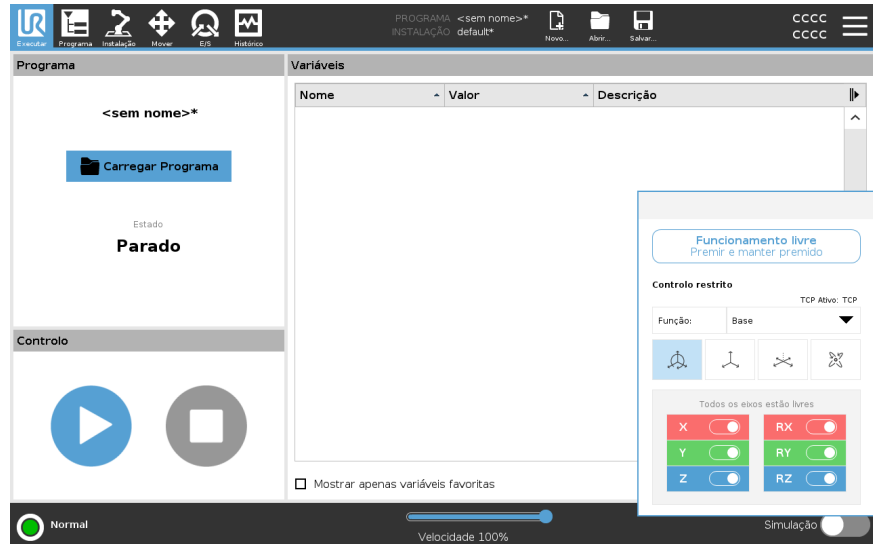 UR
Executar
Programa
Instalação
Mover
E/S
Histórico
PROGRAMA <sem nome>*
INSTALAÇÃO default*
Novo...
Abrir...
Salvar...
CCCC
CCCC
Programa
<sem nome>*
Carregar Programa
Estado
Parado
Controlo
Variáveis
Nome
Valor
Descrição
Mostrar apenas variáveis favoritas
Funcionamento livre
Premir e manter premido
Controlo restrito
TCP Ativo: TCP
Função: Base
Todos os eixos estão livres
X RX
Y RY
Z RZ
Normal
Velocidade 100%
Simulação